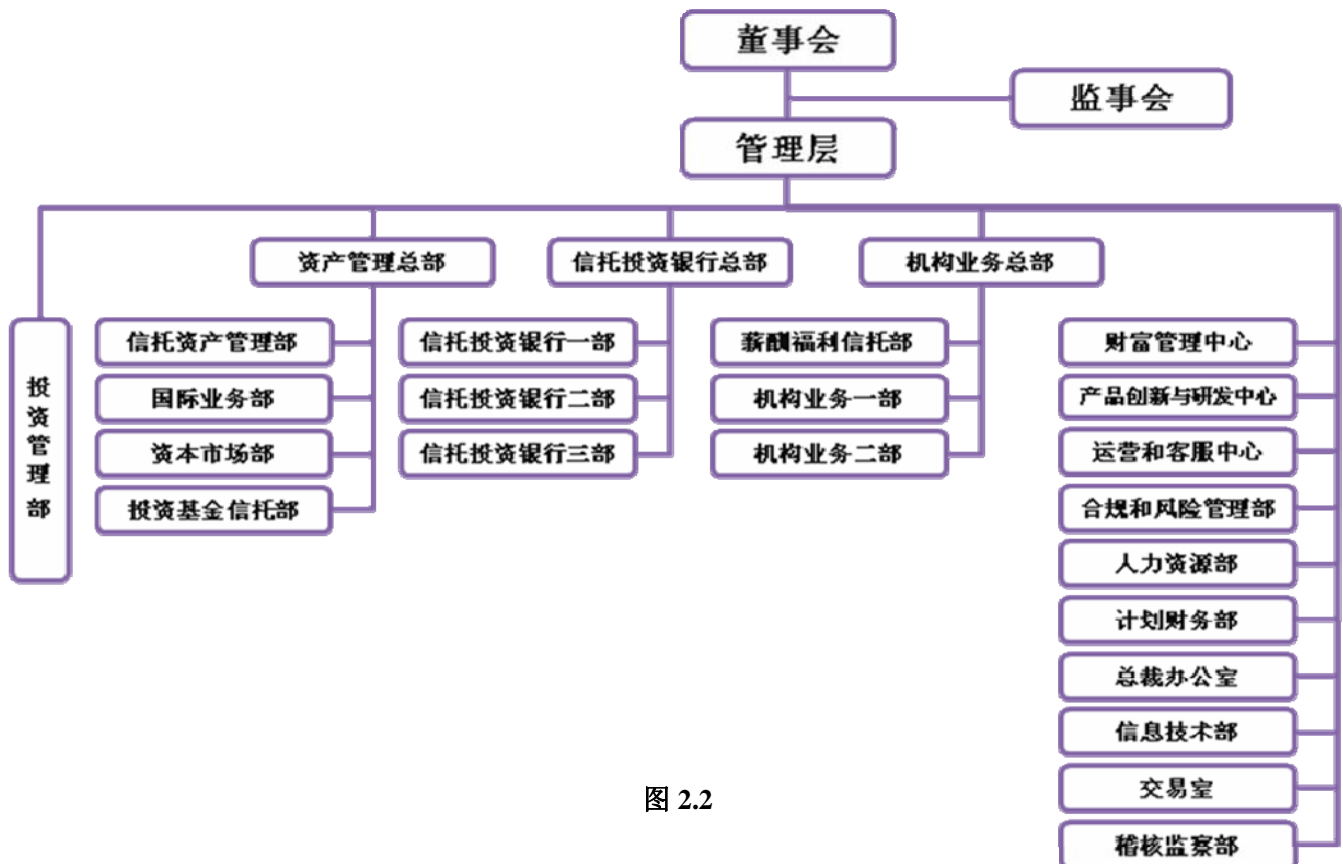 董事会
监事会
管理层
资产管理总部
信托投资银行总部
机构业务总部
投资管理部
信托资产管理部
国际业务部
资本市场部
投资基金信托部
信托投资银行一部
信托投资银行二部
信托投资银行三部
薪酬福利信托部
机构业务一部
机构业务二部
财富管理中心
产品创新与研发中心
运营和客服中心
合规和风险管理部
人力资源部
计划财务部
总裁办公室
信息技术部
交易室
稽核监察部
图 2.2